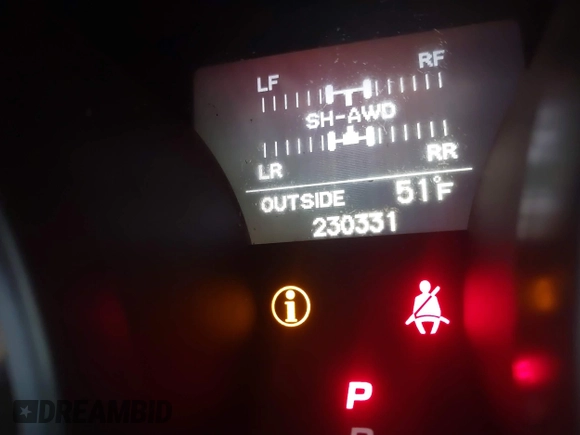 LF RF
SH-AWD
LR RR
OUTSIDE 51°F
230331
P
DREAMBID